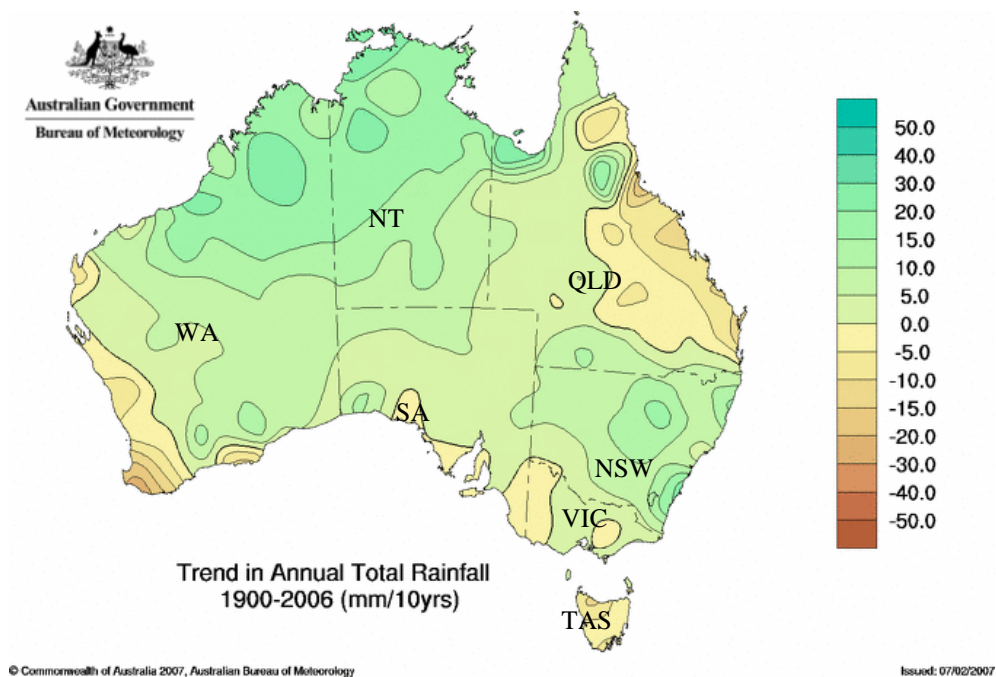 Australian Government
Bureau of Meteorology
50.0
40.0
30.0
20.0
15.0
10.0
5.0
0.0
-5.0
-10.0
-15.0
-20.0
-30.0
-40.0
-50.0
NT
QLD
WA
SA
NSW
VIC
TAS
Trend in Annual Total Rainfall
1900-2006 (mm/10yrs)
© Commonwealth of Australia 2007, Australian Bureau of Meteorology
Issued: 07/02/2007